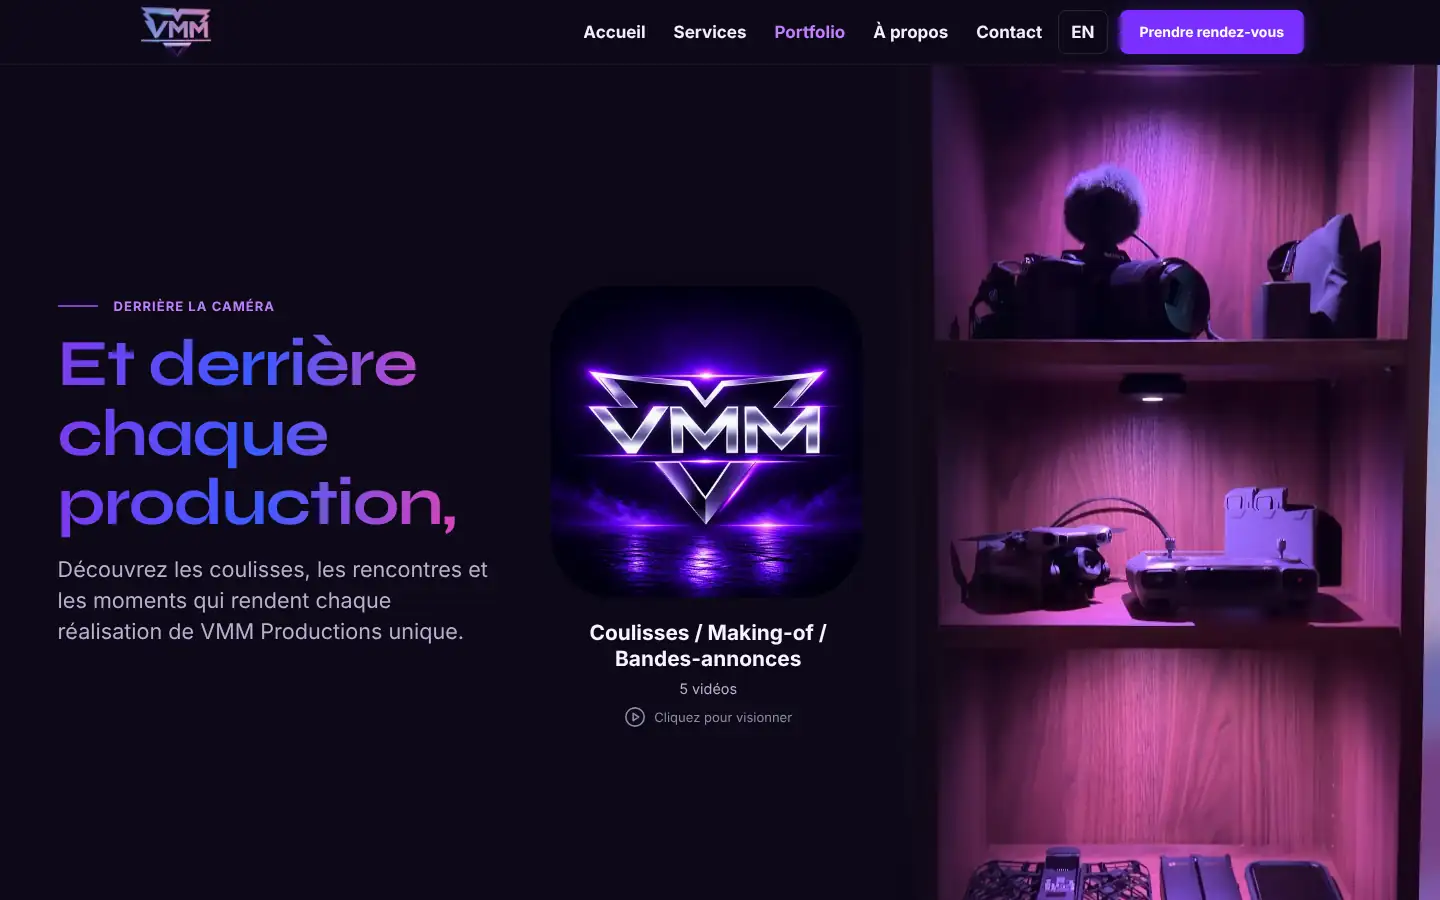 VMM
Accueil
Services
Portfolio
À propos
Contact
EN
Prendre rendez-vous
DERRIÈRE LA CAMÉRA
Et derrière
chaque
production,
Découvrez les coulisses, les rencontres et
les moments qui rendent chaque
réalisation de VMM Productions unique.
VMM
Coulisses / Making-of /
Bandes-annonces
5 vidéos
Cliquez pour visionner